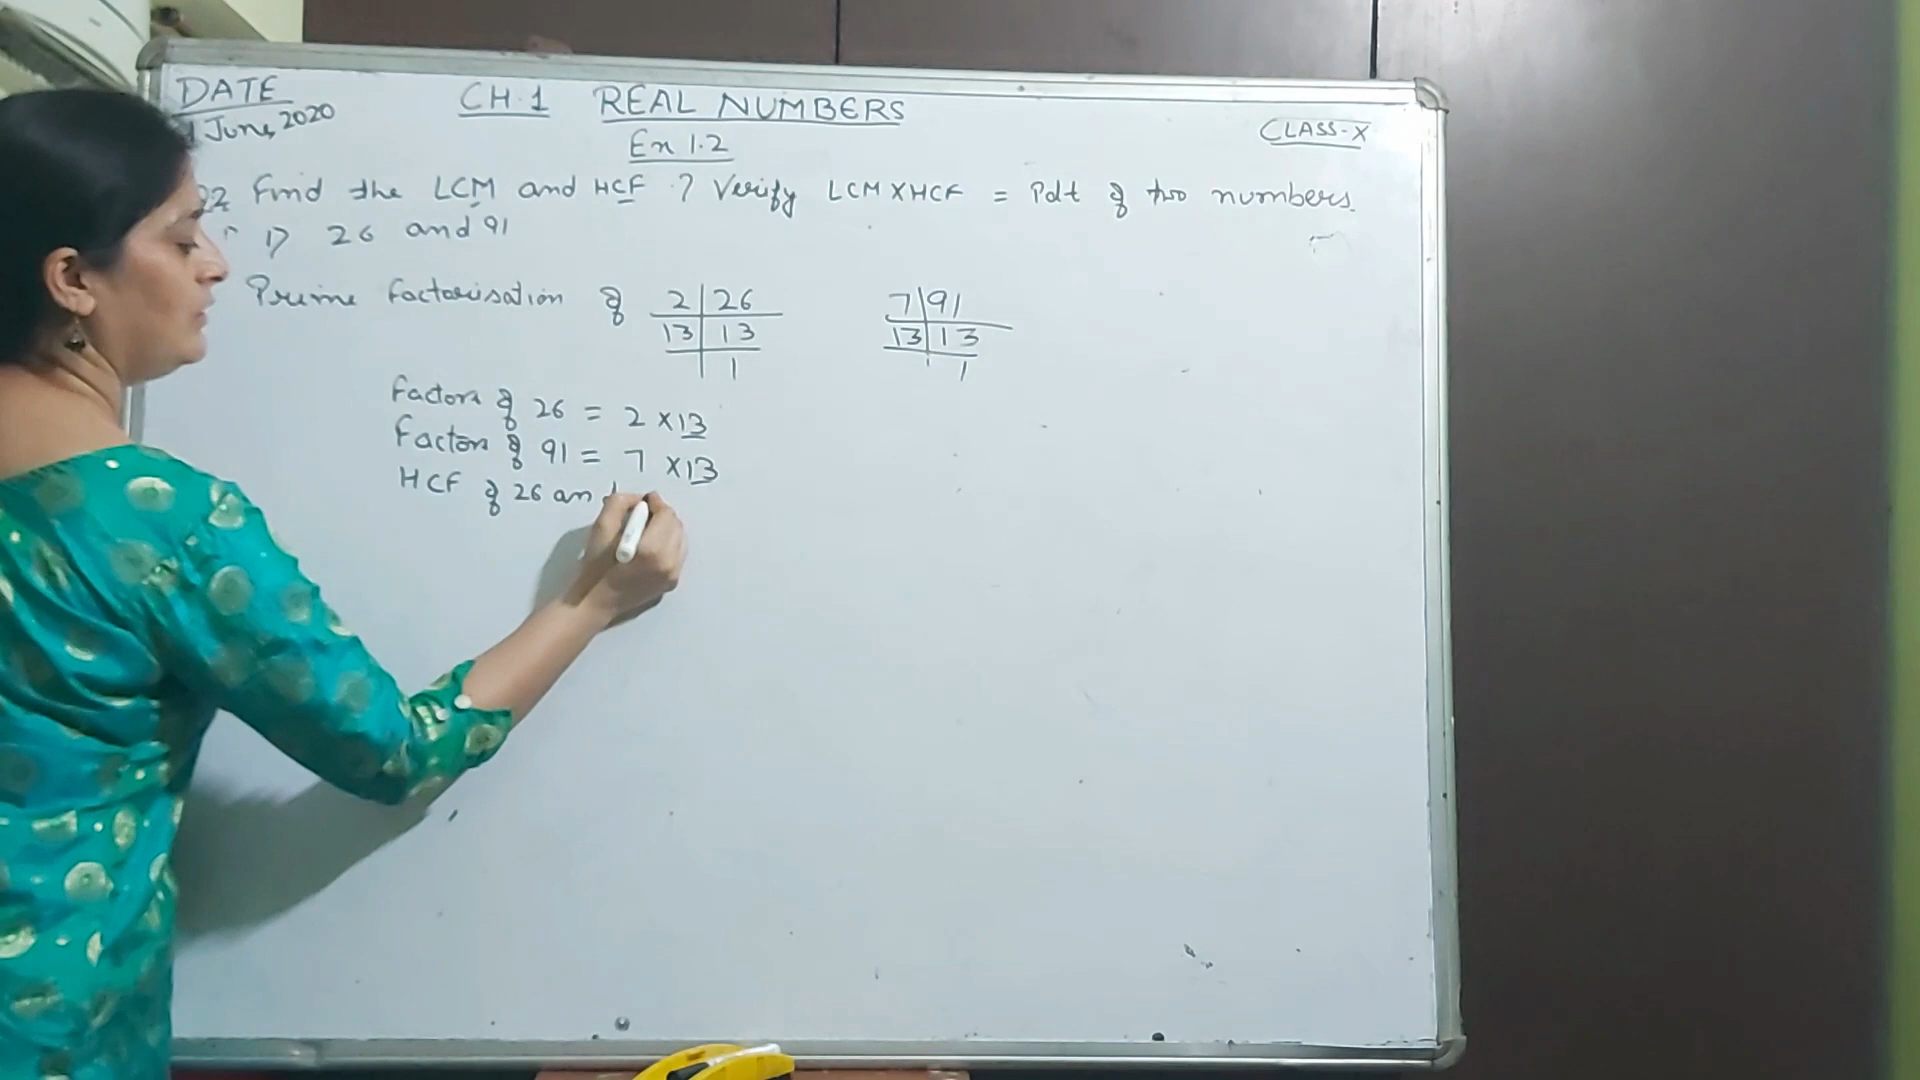 DATE
June, 2020
CH.1 REAL NUMBERS
CLASS-X
Ex 1.2
Q2 Find the LCM and HCF ? Verify LCM X HCF = Pdt of two numbers.
1) 26 and 91
Prime factorisation of
2 | 26
13 | 13
1
7 | 91
13 | 13
1
factors of 26 = 2 × 13
factors of 91 = 7 × 13
HCF of 26 and